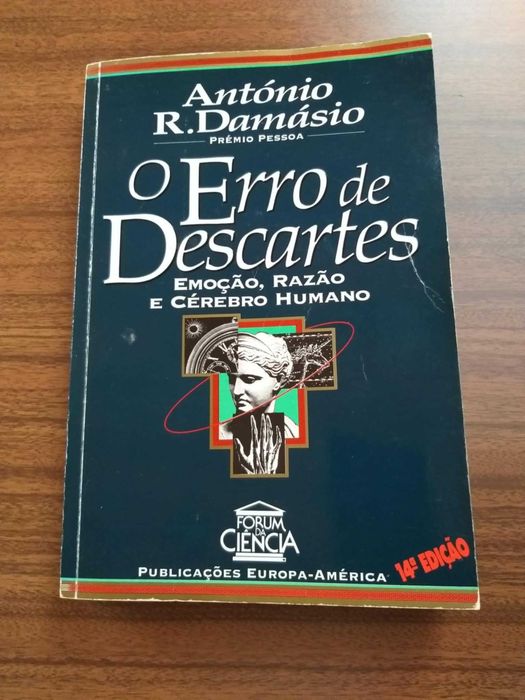 António
R. Damásio
PRÉMIO PESSOA
O Erro de
Descartes
Emoção, Razão
e Cérebro Humano
FORUM
DA
CIÊNCIA
Publicações Europa-América
14ª EDIÇÃO